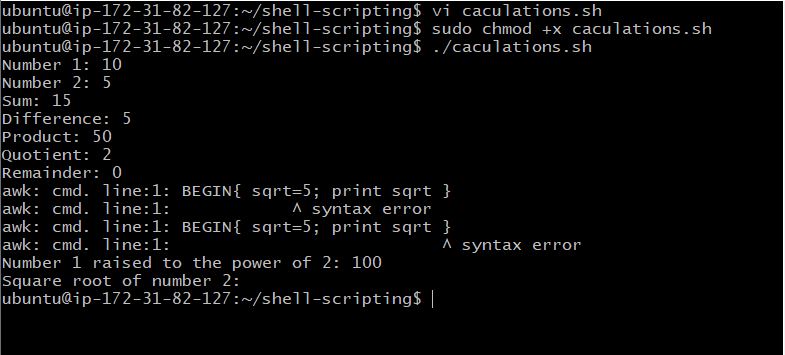 ubuntu@ip-172-31-82-127:~/shell-scripting$ vi caculations.sh
ubuntu@ip-172-31-82-127:~/shell-scripting$ sudo chmod +x caculations.sh
ubuntu@ip-172-31-82-127:~/shell-scripting$ ./caculations.sh
Number 1: 10
Number 2: 5
Sum: 15
Difference: 5
Product: 50
Quotient: 2
Remainder: 0
awk: cmd. line:1: BEGIN{ sqrt=5; print sqrt }
awk: cmd. line:1:             ^ syntax error
awk: cmd. line:1: BEGIN{ sqrt=5; print sqrt }
awk: cmd. line:1:                             ^ syntax error
Number 1 raised to the power of 2: 100
Square root of number 2:
ubuntu@ip-172-31-82-127:~/shell-scripting$